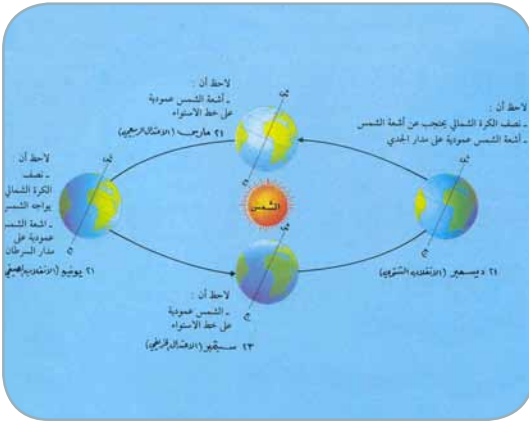 لاحظ أن :
ـ أشعة الشمس عمودية
على خط الاستواء
٢١ مارس (الاعتدال الربيعي)
لاحظ أن :
ـ نصف الكرة الشمالي يحتجب عن أشعة الشمس
ـ أشعة الشمس عمودية على مدار الجدي
٢١ ديسمبر (الانقلاب الشتوي)
لاحظ أن :
ـ نصف
الكرة الشمالي
يواجه الشمس
ـ اشعة الشمس
عمودية على
مدار السرطان
٢١ يونيو (الانقلاب الصيفي
الشمس
لاحظ أن :
ـ الشمس عمودية
على خط الاستواء
٢٣ سبتمبر (الاعتدال الخريفي)
ش
ج
ش
ج
ش
ج
ش
ج